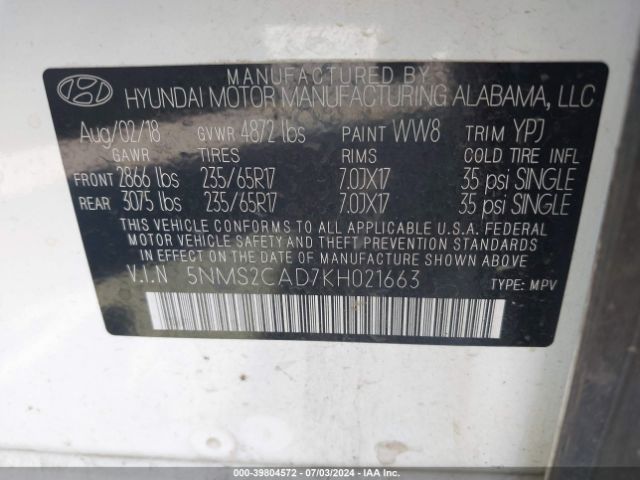 MANUFACTURED BY
HYUNDAI MOTOR MANUFACTURING ALABAMA, LLC
Aug/02/18 GVWR 4872 lbs PAINT WW8 TRIM YPJ
GAWR TIRES RIMS COLD TIRE INFL
FRONT 2866 lbs 235/65R17 7.0JX17 35 psi SINGLE
REAR 3075 lbs 235/65R17 7.0JX17 35 psi SINGLE
THIS VEHICLE CONFORMS TO ALL APPLICABLE U.S.A. FEDERAL
MOTOR VEHICLE SAFETY AND THEFT PREVENTION STANDARDS
IN EFFECT ON THE DATE OF MANUFACTURE SHOWN ABOVE.
V.I.N 5NMS2CAD7KH021663
TYPE: MPV
000-39804572 - 07/03/2024 - IAA Inc.